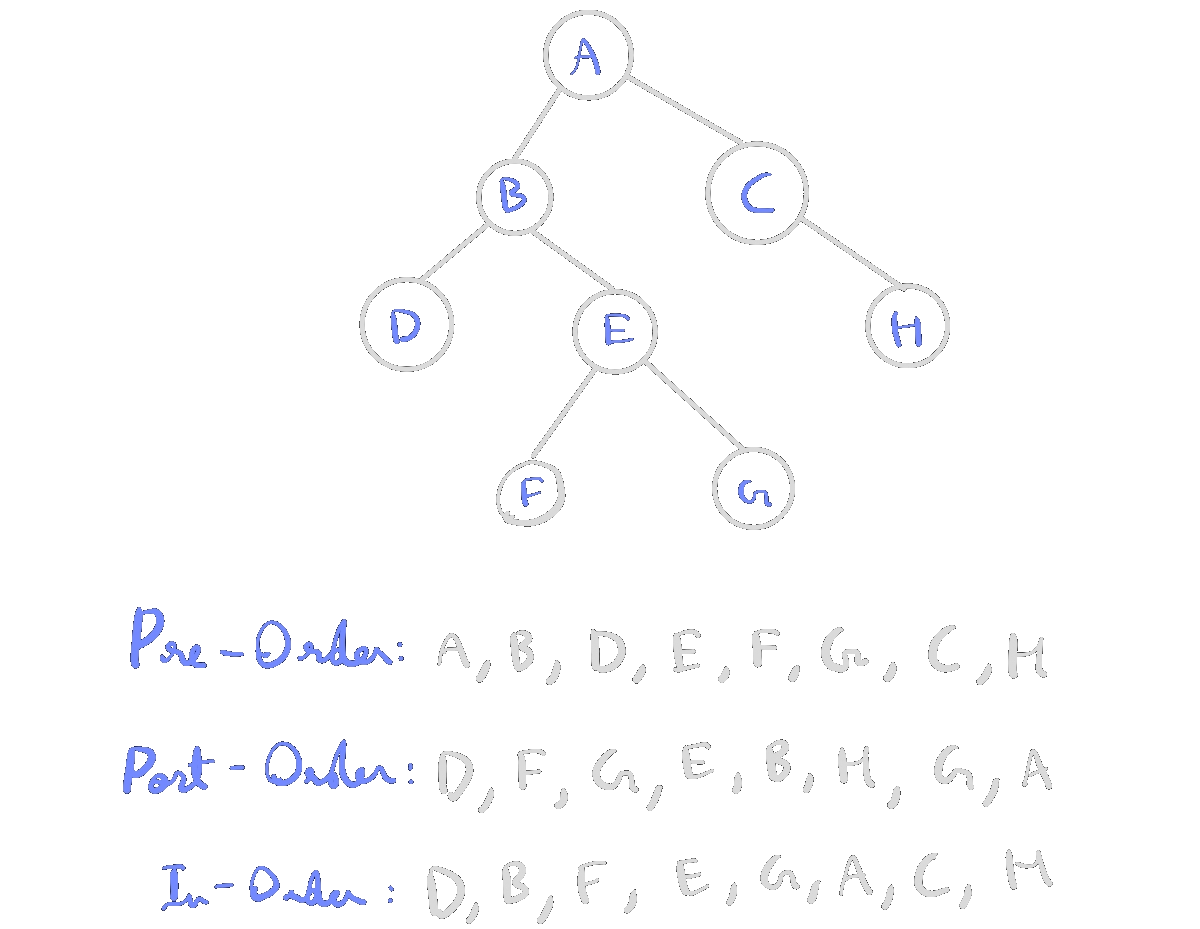 A
B C
D E H
F G
Pre-Order: A, B, D, E, F, G, C, H
Post-Order: D, F, G, E, B, H, G, A
In-Order: D, B, F, E, G, A, C, H